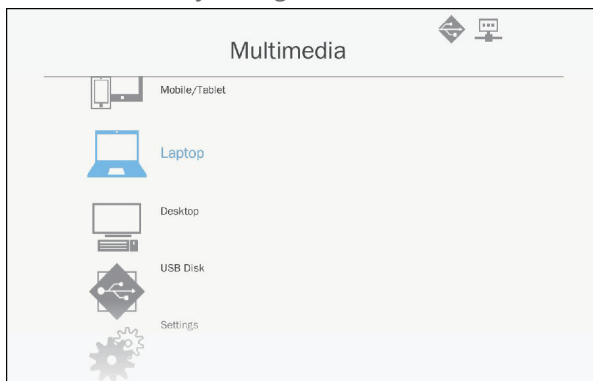 Multimedia
Mobile/Tablet
Laptop
Desktop
USB Disk
Settings